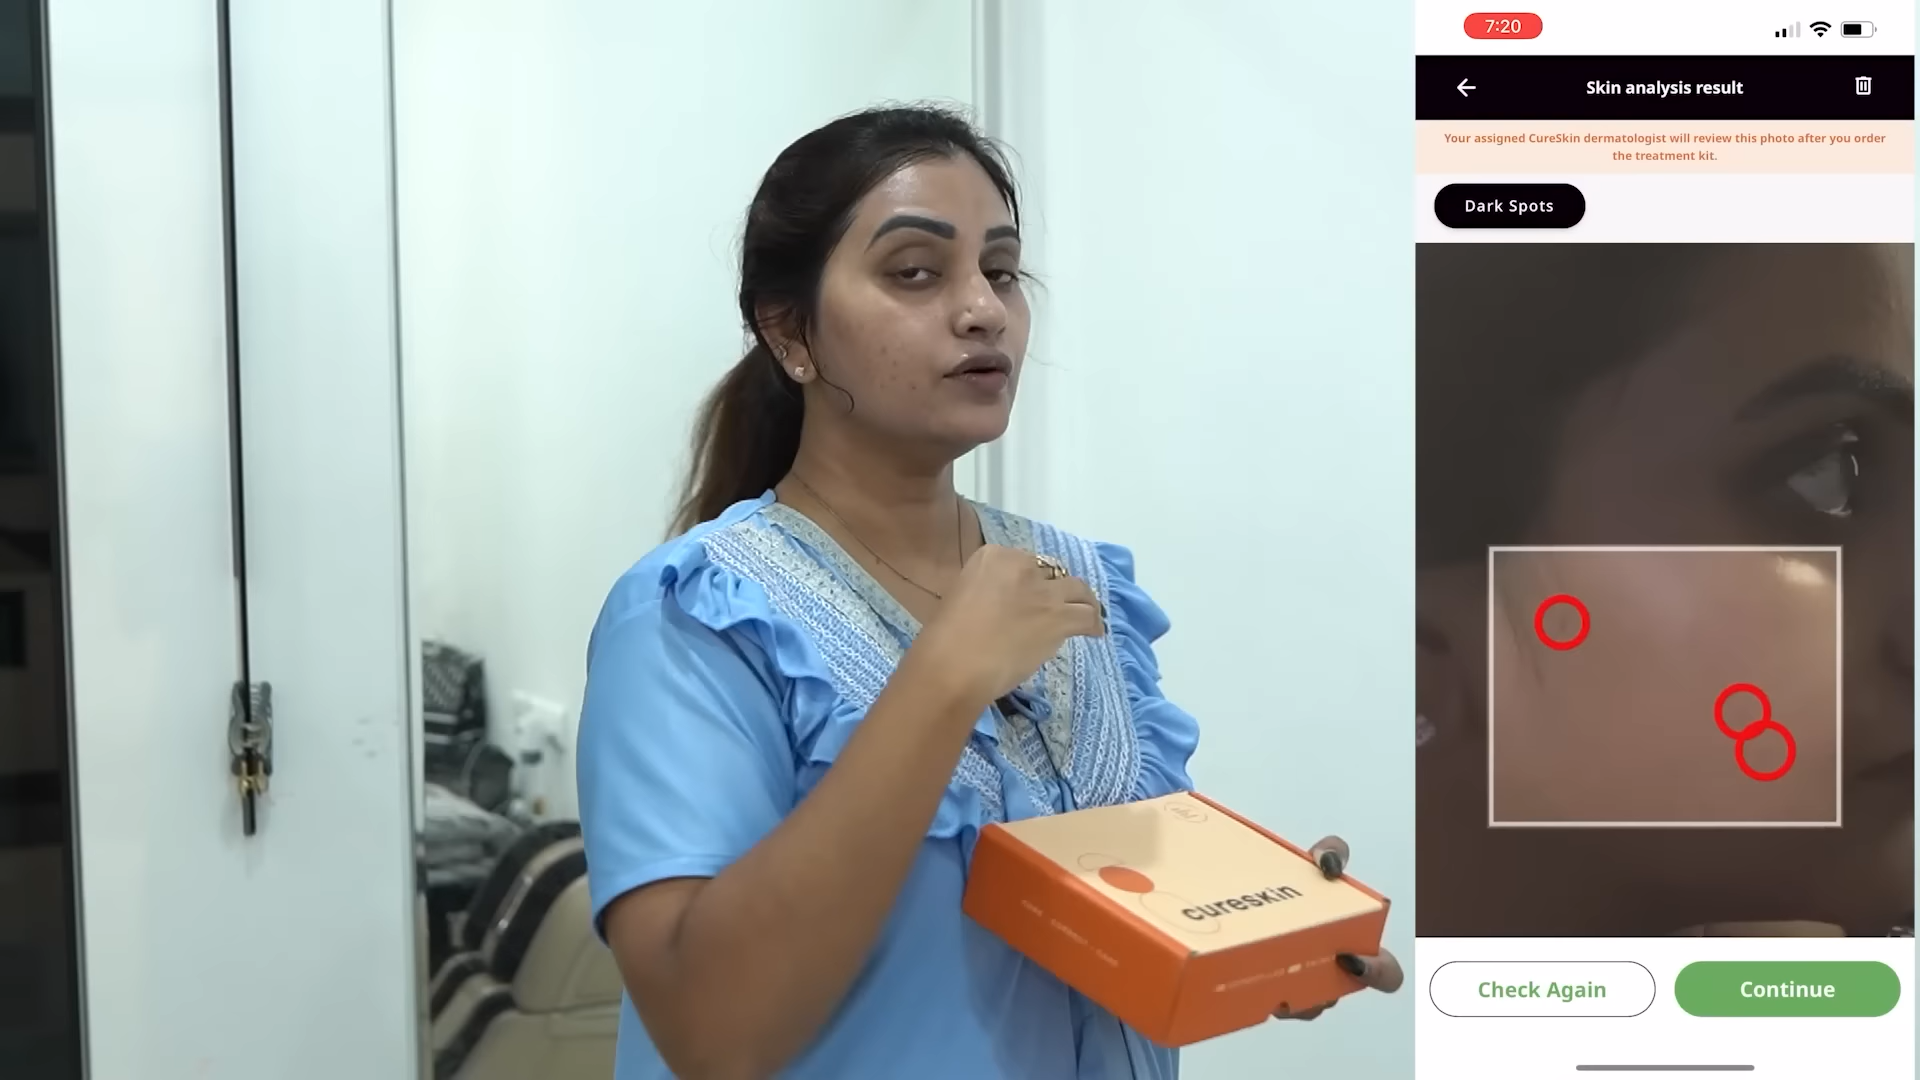 7:20
Skin analysis result
Your assigned CureSkin dermatologist will review this photo after you order
the treatment kit.
Dark Spots
cureskin
Check Again
Continue